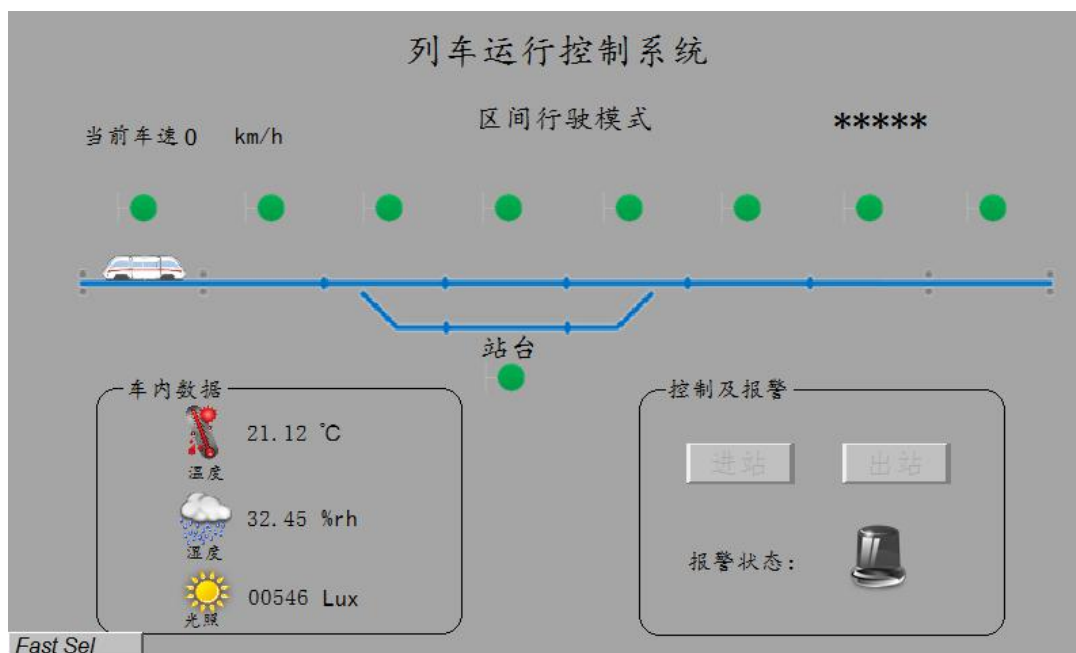 列车运行控制系统
区间行驶模式 *****
当前车速0 km/h
站台
车内数据
21.12 ℃
温度
32.45 %rh
湿度
00546 Lux
光照
控制及报警
进站 出站
报警状态:
Fast Sel